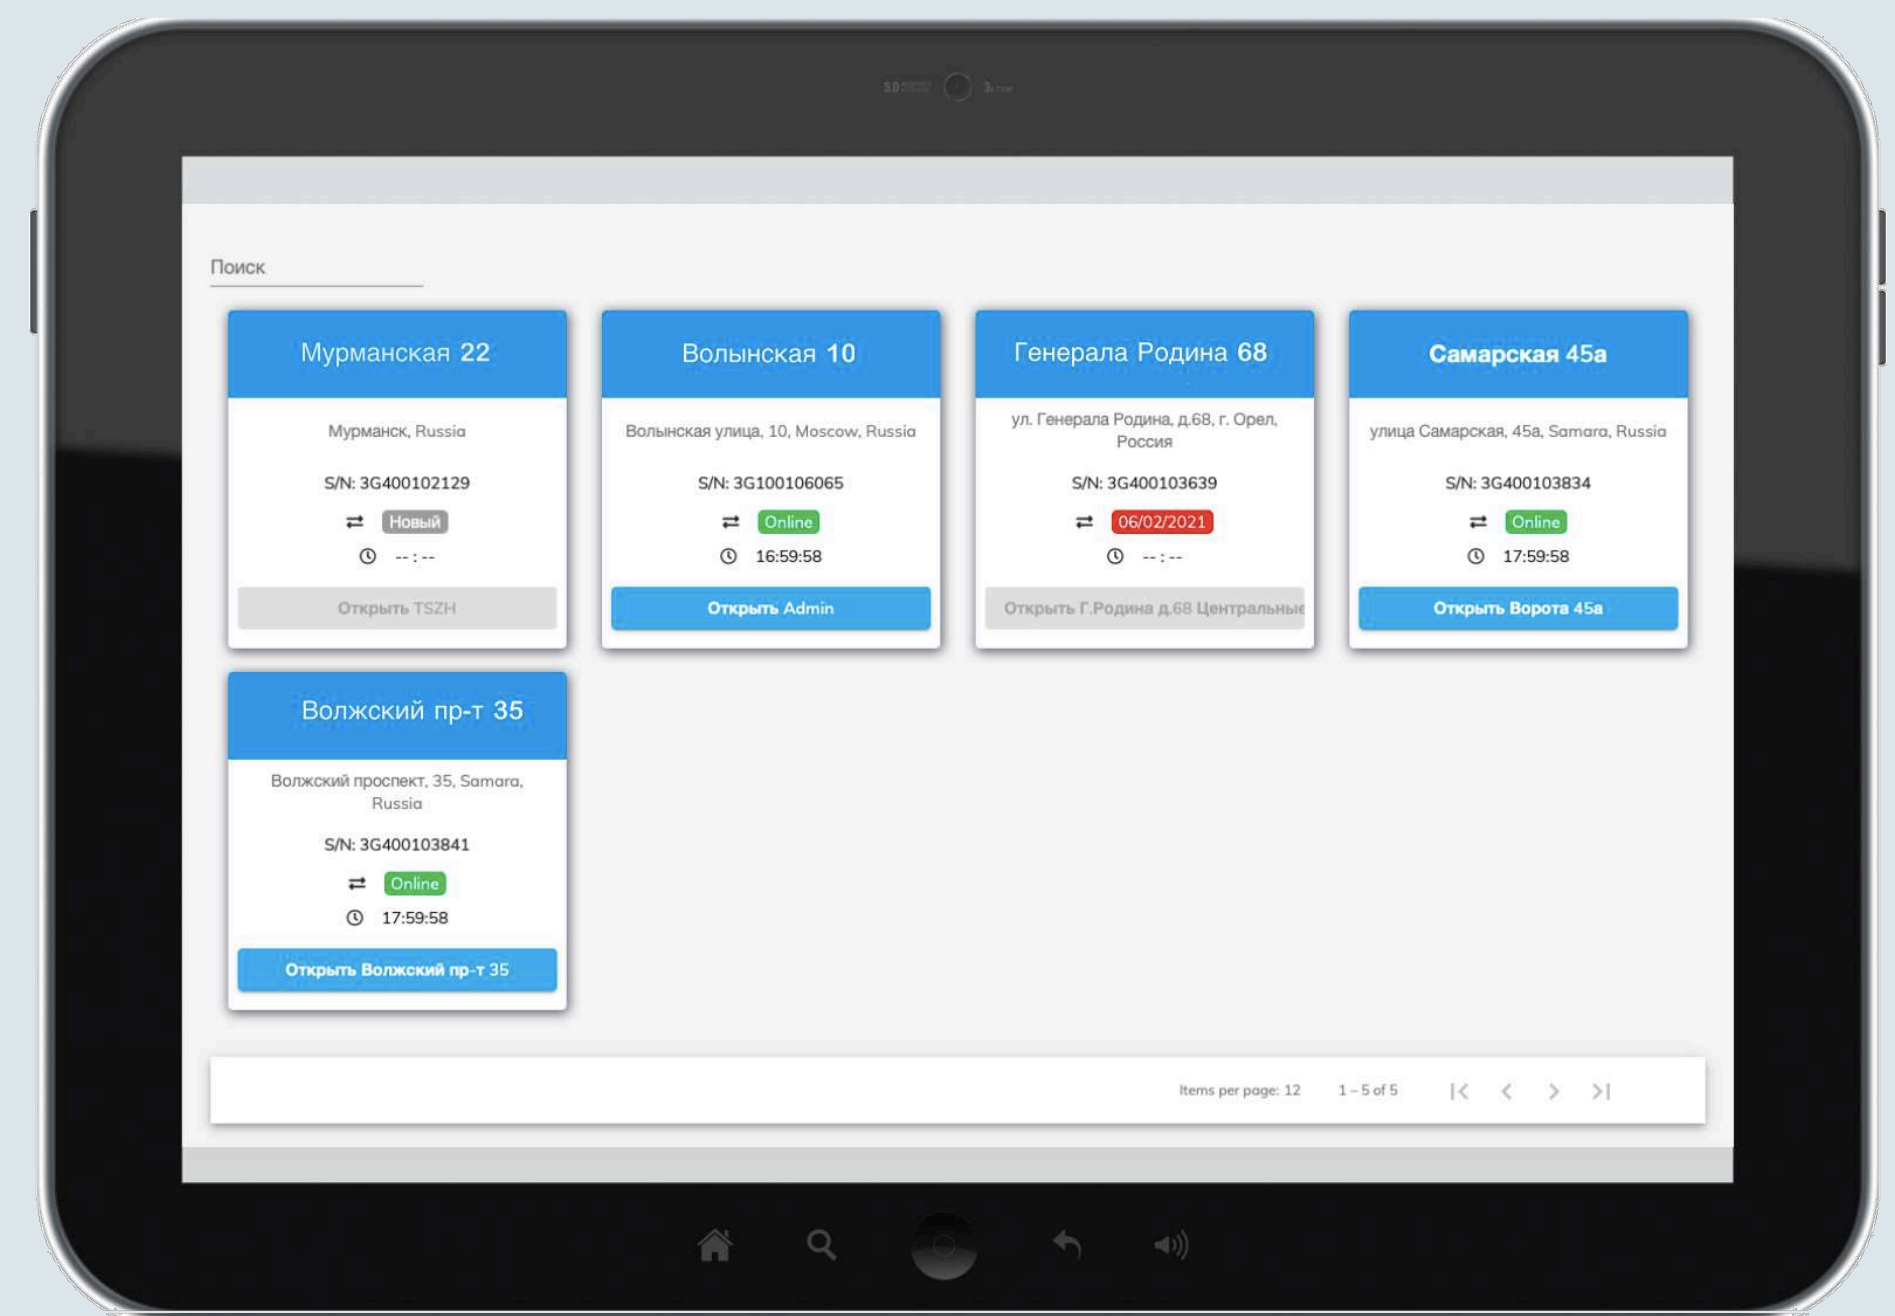 5.0
Поиск
Мурманская 22
Мурманск, Russia
S/N: 3G400102129
Новый
-- : --
Открыть TSZH
Волынская 10
Волынская улица, 10, Moscow, Russia
S/N: 3G100106065
Online
16:59:58
Открыть Admin
Генерала Родина 68
ул. Генерала Родина, д.68, г. Орел,
Россия
S/N: 3G400103639
06/02/2021
-- : --
Открыть Г.Родина д.68 Центральные
Самарская 45а
улица Самарская, 45а, Samara, Russia
S/N: 3G400103834
Online
17:59:58
Открыть Ворота 45а
Волжский пр-т 35
Волжский проспект, 35, Samara,
Russia
S/N: 3G400103841
Online
17:59:58
Открыть Волжский пр-т 35
Items per page: 12 1 – 5 of 5